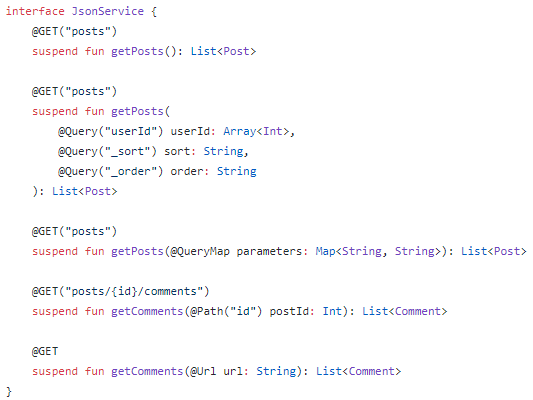 interface JsonService {
    @GET("posts")
    suspend fun getPosts(): List<Post>

    @GET("posts")
    suspend fun getPosts(
        @Query("userId") userId: Array<Int>,
        @Query("_sort") sort: String,
        @Query("_order") order: String
    ): List<Post>

    @GET("posts")
    suspend fun getPosts(@QueryMap parameters: Map<String, String>): List<Post>

    @GET("posts/{id}/comments")
    suspend fun getComments(@Path("id") postId: Int): List<Comment>

    @GET
    suspend fun getComments(@Url url: String): List<Comment>
}